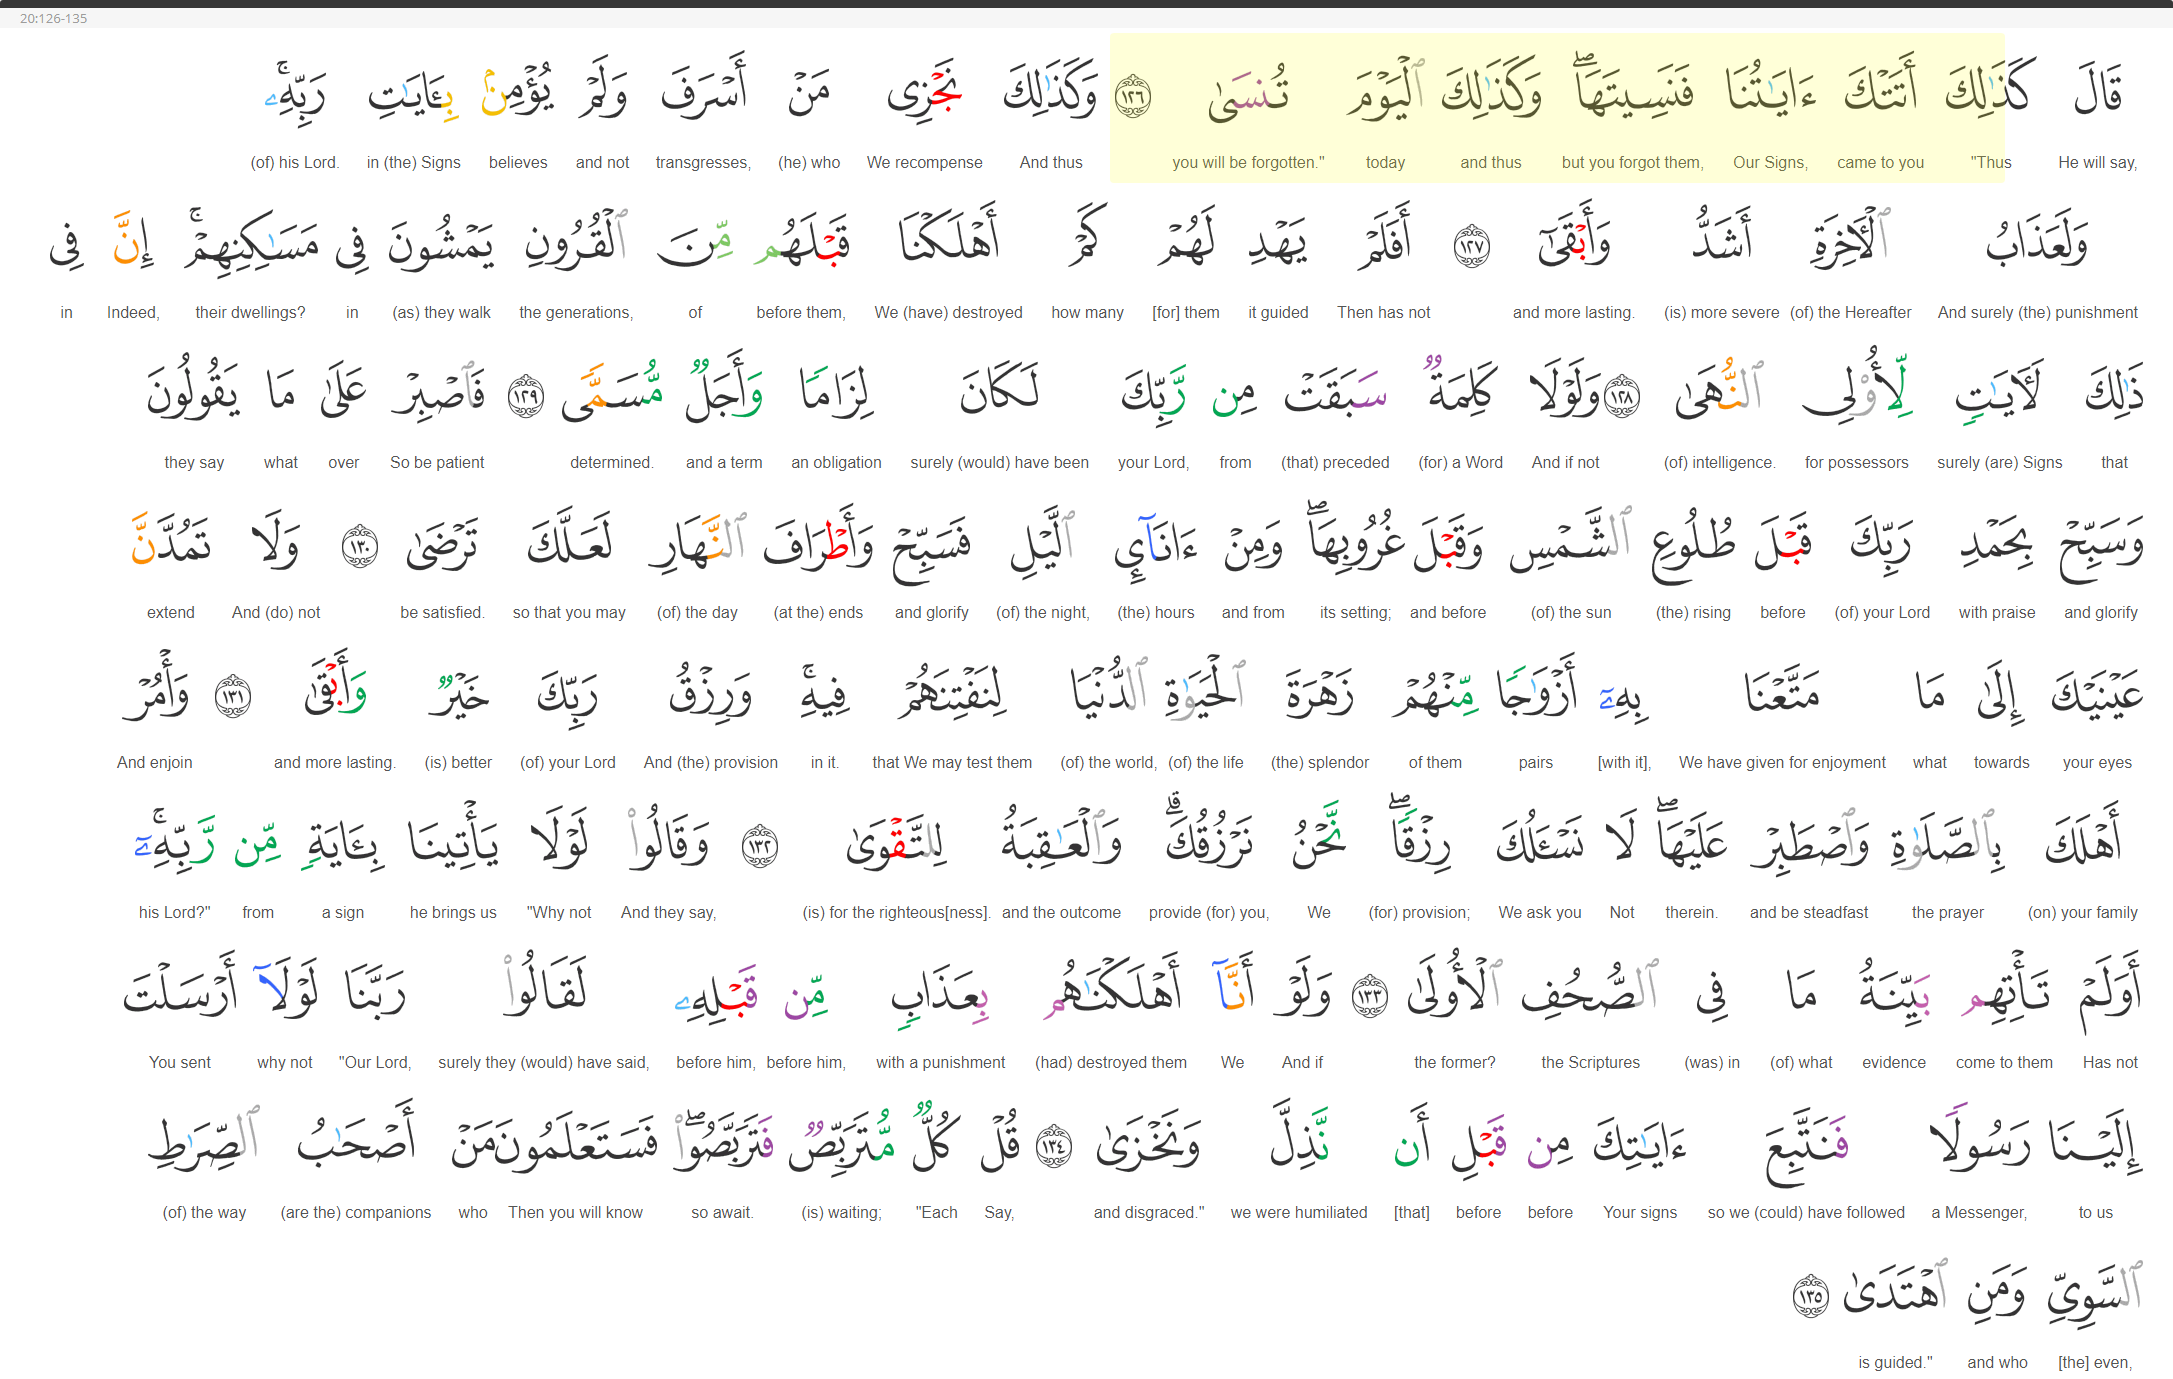 20:126-135
قَالَ كَذَٰلِكَ أَتَتۡكَ ءَايَـٰتُنَا فَنَسِيتَهَاۖ وَكَذَٰلِكَ ٱلۡيَوۡمَ تُنسَىٰ ١٢٦ وَكَذَٰلِكَ نَجۡزِى مَنۡ أَسۡرَفَ وَلَمۡ يُؤۡمِنۢ بِـَٔايَـٰتِ رَبِّهِۦۚ
He will say, "Thus came to you Our Signs, but you forgot them, and thus today you will be forgotten." And thus We recompense (he) who transgresses, and not believes in (the) Signs (of) his Lord.
وَلَعَذَابُ ٱلۡأَخِرَةِ أَشَدُّ وَأَبۡقَىٰٓ ١٢٧ أَفَلَمۡ يَهۡدِ لَهُمۡ كَمۡ أَهۡلَكۡنَا قَبۡلَهُم مِّنَ ٱلۡقُرُونِ يَمۡشُونَ فِى مَسَـٰكِنِهِمۡۚ إِنَّ فِى
And surely (the) punishment (of) the Hereafter (is) more severe and more lasting. Then has not it guided [for] them how many We (have) destroyed before them, of the generations, (as) they walk in their dwellings? Indeed, in
ذَٰلِكَ لَـَٔايَـٰتٍ لِّأُو۟لِى ٱلنُّهَىٰ ١٢٨ وَلَوۡلَا كَلِمَةٌ سَبَقَتۡ مِن رَّبِّكَ لَكَانَ لِزَامًا وَأَجَلٌ مُّسَمًّى ١٢٩ فَٱصۡبِرۡ عَلَىٰ مَا يَقُولُونَ
that surely (are) Signs for possessors (of) intelligence. And if not (for) a Word (that) preceded from your Lord, surely (would) have been an obligation and a term determined. So be patient over what they say
وَسَبِّحۡ بِحَمۡدِ رَبِّكَ قَبۡلَ طُلُوعِ ٱلشَّمۡسِ وَقَبۡلَ غُرُوبِهَاۖ وَمِنۡ ءَانَآئِ ٱلَّيۡلِ فَسَبِّحۡ وَأَطۡرَافَ ٱلنَّهَارِ لَعَلَّكَ تَرۡضَىٰ ١٣٠ وَلَا تَمُدَّنَّ
and glorify with praise (of) your Lord before (the) rising (of) the sun and before its setting; and from (the) hours (of) the night, and glorify (at the) ends (of) the day so that you may be satisfied. And (do) not extend
عَيۡنَيۡكَ إِلَىٰ مَا مَتَّعۡنَا بِهِۦٓ أَزۡوَٰجًا مِّنۡهُمۡ زَهۡرَةَ ٱلۡحَيَوٰةِ ٱلدُّنۡيَا لِنَفۡتِنَهُمۡ فِيهِۚ وَرِزۡقُ رَبِّكَ خَيۡرٌ وَأَبۡقَىٰ ١٣١ وَأۡمُرۡ
your eyes towards what We have given for enjoyment [with it], pairs of them (the) splendor (of) the life (of) the world, that We may test them in it. And (the) provision (of) your Lord (is) better and more lasting. And enjoin
أَهۡلَكَ بِٱلصَّلَوٰةِ وَٱصۡطَبِرۡ عَلَيۡهَاۖ لَا نَسۡـَٔلُكَ رِزۡقًاۖ نَّحۡنُ نَرۡزُقُكَۗ وَٱلۡعَـٰقِبَةُ لِلتَّقۡوَىٰ ١٣٢ وَقَالُوا۟ لَوۡلَا يَأۡتِينَا بِـَٔايَةٍ مِّن رَّبِّهِۦٓۚ
(on) your family the prayer and be steadfast therein. Not We ask you (for) provision; We provide (for) you, and the outcome (is) for the righteous[ness]. And they say, "Why not he brings us a sign from his Lord?"
أَوَلَمۡ تَأۡتِهِم بَيِّنَةُ مَا فِى ٱلصُّحُفِ ٱلۡأُولَىٰ ١٣٣ وَلَوۡ أَنَّآ أَهۡلَكۡنَـٰهُم بِعَذَابٍ مِّن قَبۡلِهِۦ لَقَالُوا۟ رَبَّنَا لَوۡلَآ أَرۡسَلۡتَ
Has not come to them evidence (of) what (was) in the Scriptures the former? And if We (had) destroyed them with a punishment before him, before him, surely they (would) have said, "Our Lord, why not You sent
إِلَيۡنَا رَسُولًا فَنَتَّبِعَ ءَايَـٰتِكَ مِن قَبۡلِ أَن نَّذِلَّ وَنَخۡزَىٰ ١٣٤ قُلۡ كُلٌّ مُّتَرَبِّصٌ فَتَرَبَّصُوا۟ۖ فَسَتَعۡلَمُونَ مَنۡ أَصۡحَـٰبُ ٱلصِّرَٰطِ
to us a Messenger, so we (could) have followed Your signs before before [that] we were humiliated and disgraced." Say, "Each (is) waiting; so await. Then you will know who (are the) companions (of) the way
ٱلسَّوِىِّ وَمَنِ ٱهۡتَدَىٰ ١٣٥
[the] even, and who is guided."